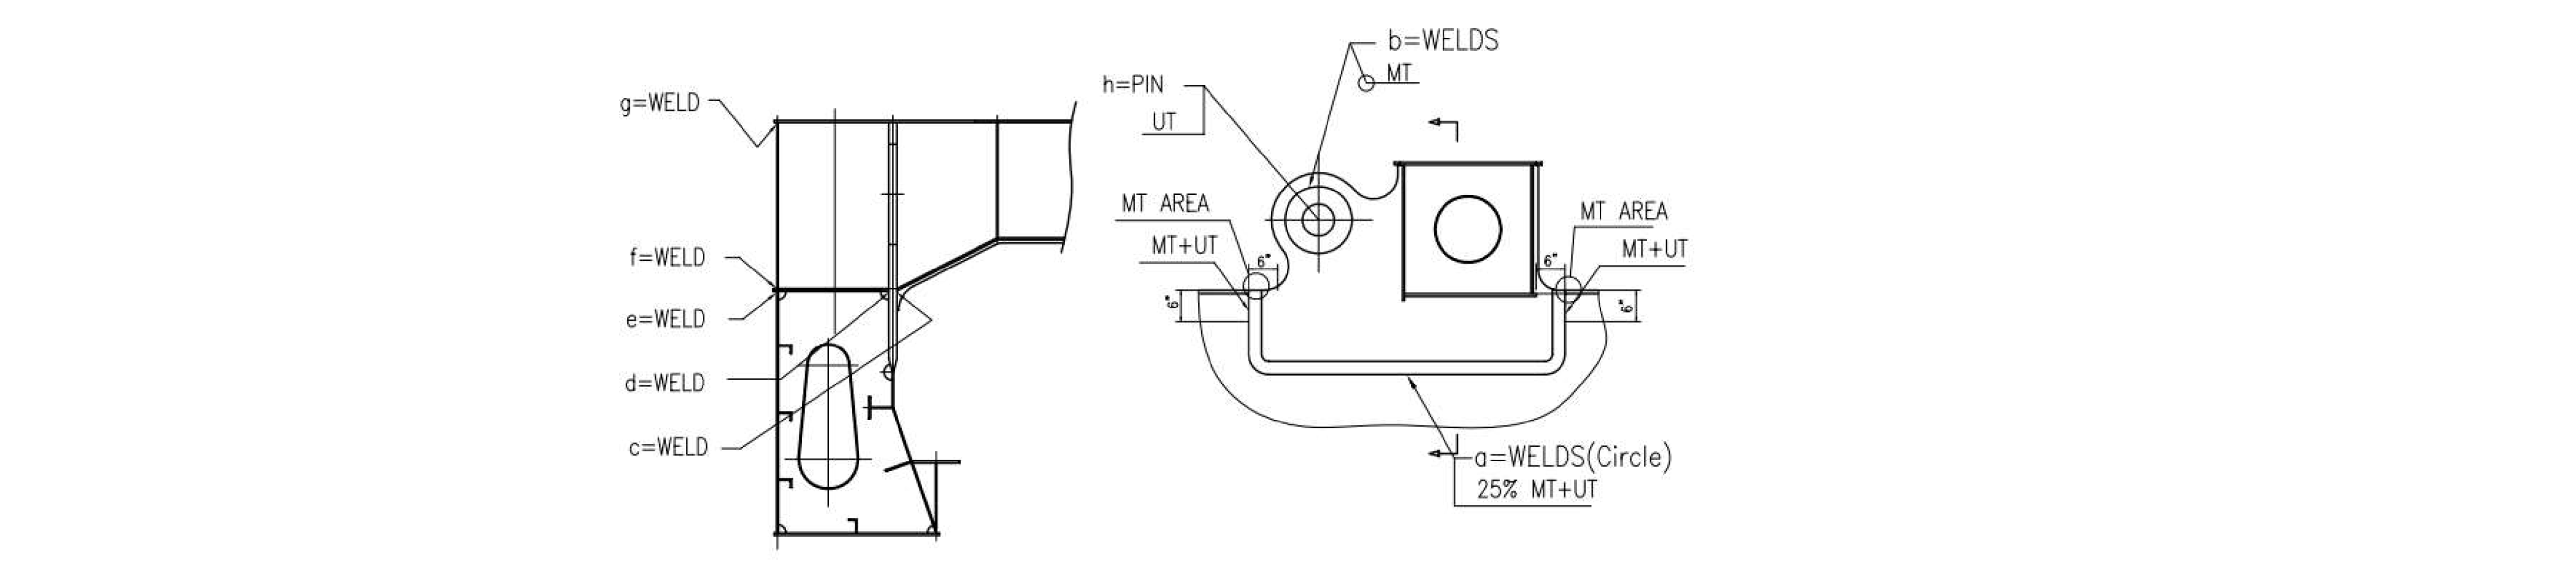 g=WELD
f=WELD
e=WELD
d=WELD
c=WELD
b=WELDS
MT
h=PIN
UT
MT AREA
MT+UT
6"
6"
MT AREA
MT+UT
6"
6"
a=WELDS(Circle)
25% MT+UT